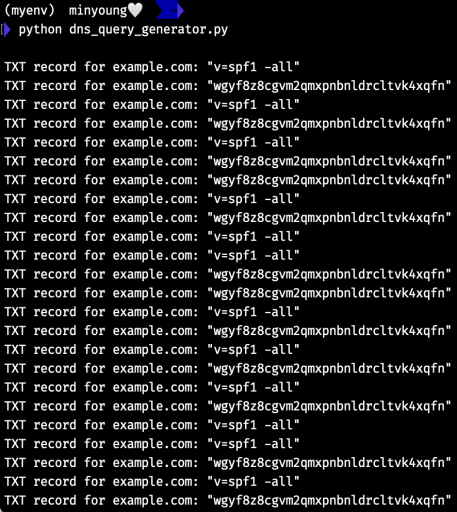 (myenv) minyoung🤍
python dns_query_generator.py
TXT record for example.com: "v=spf1 -all"
TXT record for example.com: "wgyf8z8cgvm2qmxpnbnldrcltvk4xqfn"
TXT record for example.com: "v=spf1 -all"
TXT record for example.com: "wgyf8z8cgvm2qmxpnbnldrcltvk4xqfn"
TXT record for example.com: "v=spf1 -all"
TXT record for example.com: "wgyf8z8cgvm2qmxpnbnldrcltvk4xqfn"
TXT record for example.com: "wgyf8z8cgvm2qmxpnbnldrcltvk4xqfn"
TXT record for example.com: "v=spf1 -all"
TXT record for example.com: "wgyf8z8cgvm2qmxpnbnldrcltvk4xqfn"
TXT record for example.com: "v=spf1 -all"
TXT record for example.com: "v=spf1 -all"
TXT record for example.com: "wgyf8z8cgvm2qmxpnbnldrcltvk4xqfn"
TXT record for example.com: "wgyf8z8cgvm2qmxpnbnldrcltvk4xqfn"
TXT record for example.com: "v=spf1 -all"
TXT record for example.com: "wgyf8z8cgvm2qmxpnbnldrcltvk4xqfn"
TXT record for example.com: "v=spf1 -all"
TXT record for example.com: "wgyf8z8cgvm2qmxpnbnldrcltvk4xqfn"
TXT record for example.com: "v=spf1 -all"
TXT record for example.com: "wgyf8z8cgvm2qmxpnbnldrcltvk4xqfn"
TXT record for example.com: "v=spf1 -all"
TXT record for example.com: "v=spf1 -all"
TXT record for example.com: "wgyf8z8cgvm2qmxpnbnldrcltvk4xqfn"
TXT record for example.com: "v=spf1 -all"
TXT record for example.com: "wgyf8z8cgvm2qmxpnbnldrcltvk4xqfn"